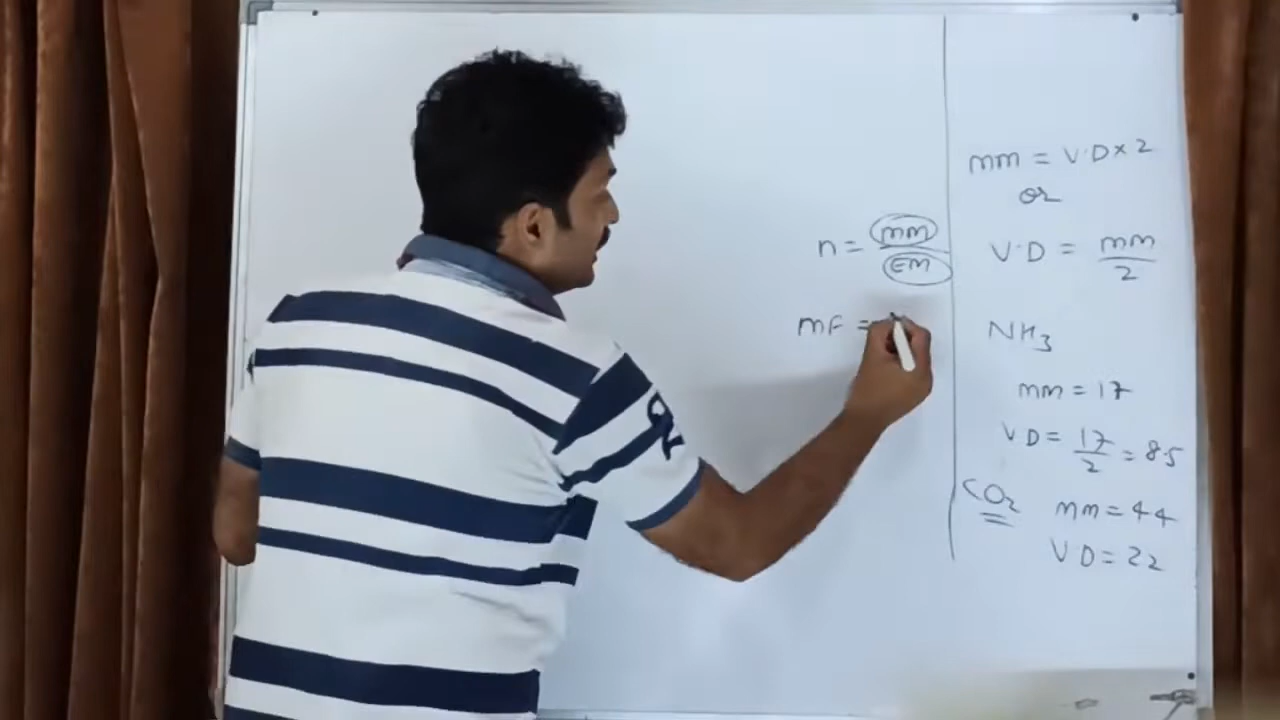 n = mm / EM
mF =
mm = V.D × 2
or
V.D = mm / 2
NH₃
mm = 17
VD = 17 / 2 = 8.5
CO₂ mm = 44
VD = 22